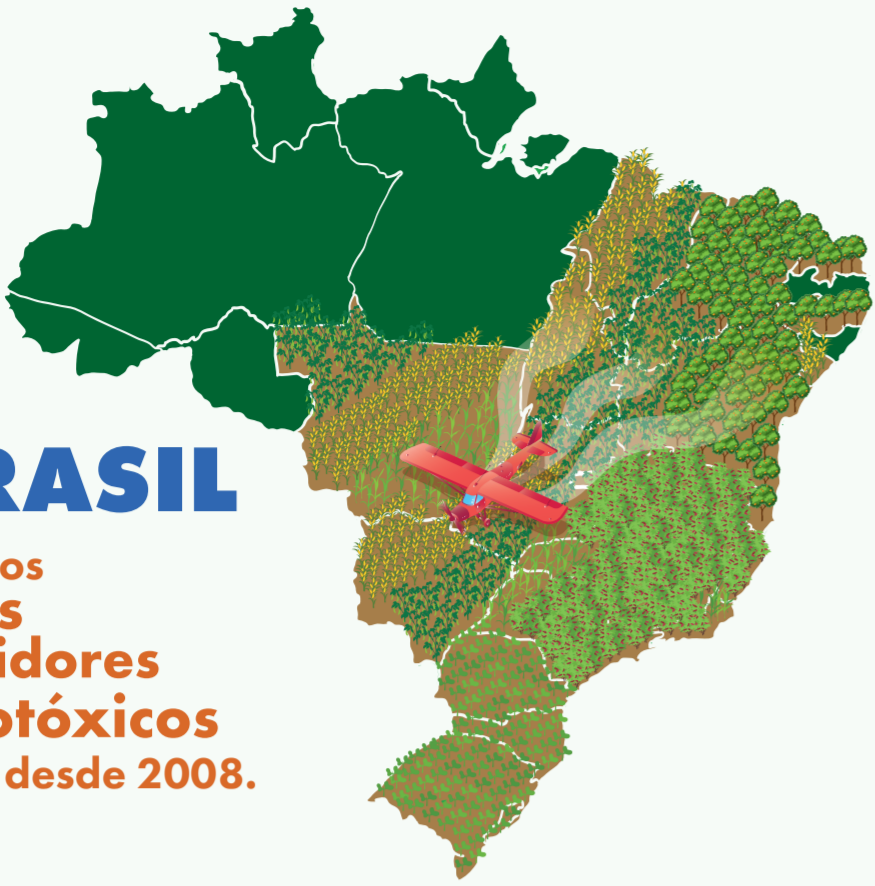 RASIL
os
s
idores
otóxicos
desde 2008.